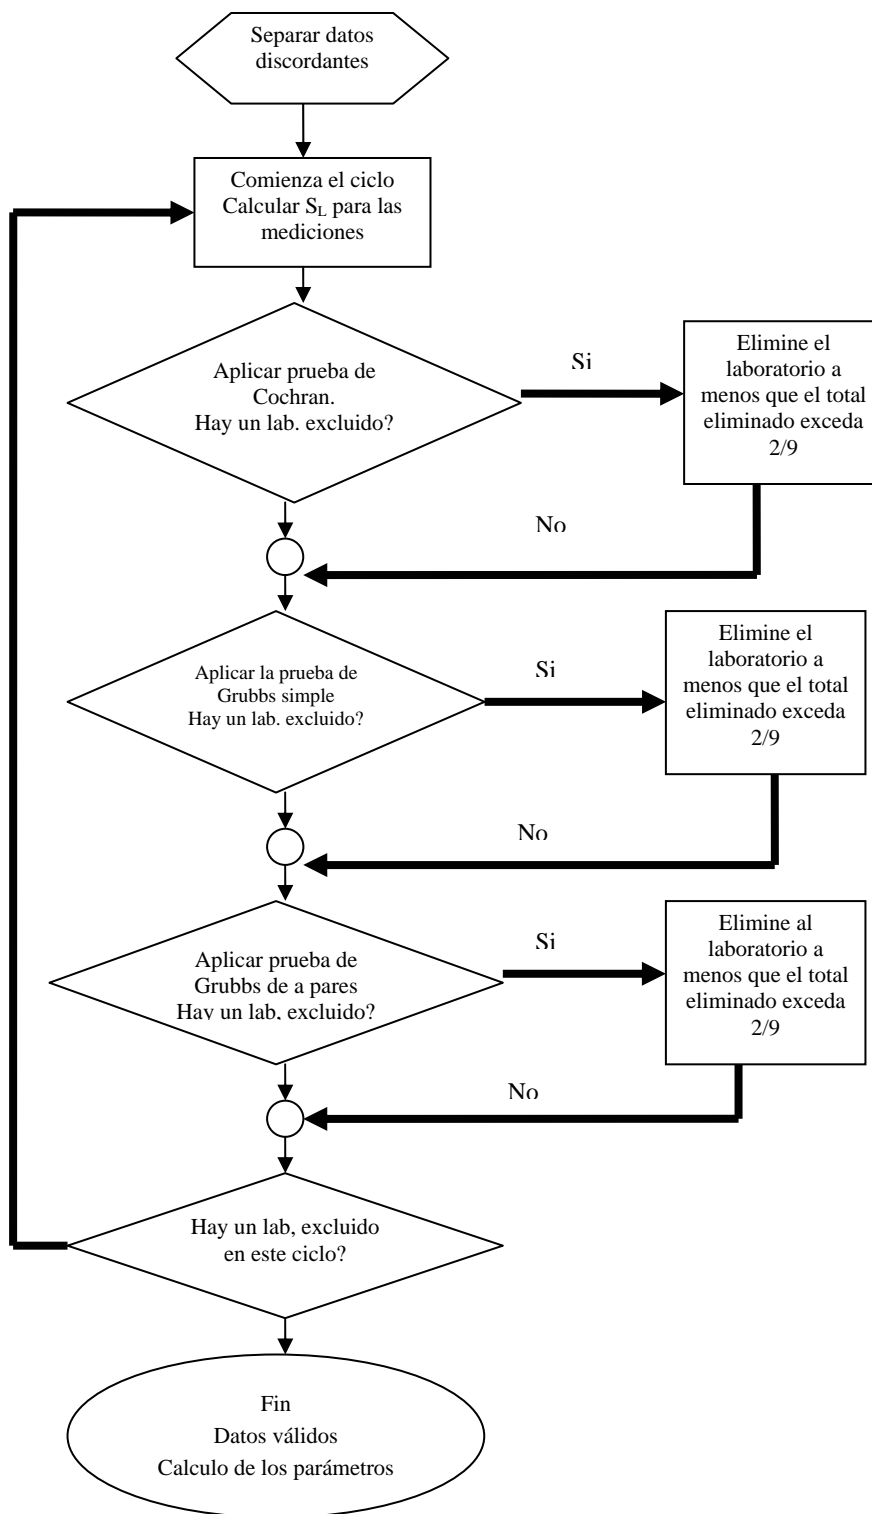 Separar datos
discordantes
Comienza el ciclo
Calcular SL para las
mediciones
Aplicar prueba de
Cochran.
Hay un lab. excluido?
Si
Elimine el
laboratorio a
menos que el total
eliminado exceda
2/9
No
Aplicar la prueba de
Grubbs simple
Hay un lab. excluido?
Si
Elimine el
laboratorio a
menos que el total
eliminado exceda
2/9
No
Aplicar prueba de
Grubbs de a pares
Hay un lab, excluido?
Si
Elimine al
laboratorio a
menos que el total
eliminado exceda
2/9
No
Hay un lab, excluido
en este ciclo?
Fin
Datos válidos
Calculo de los parámetros